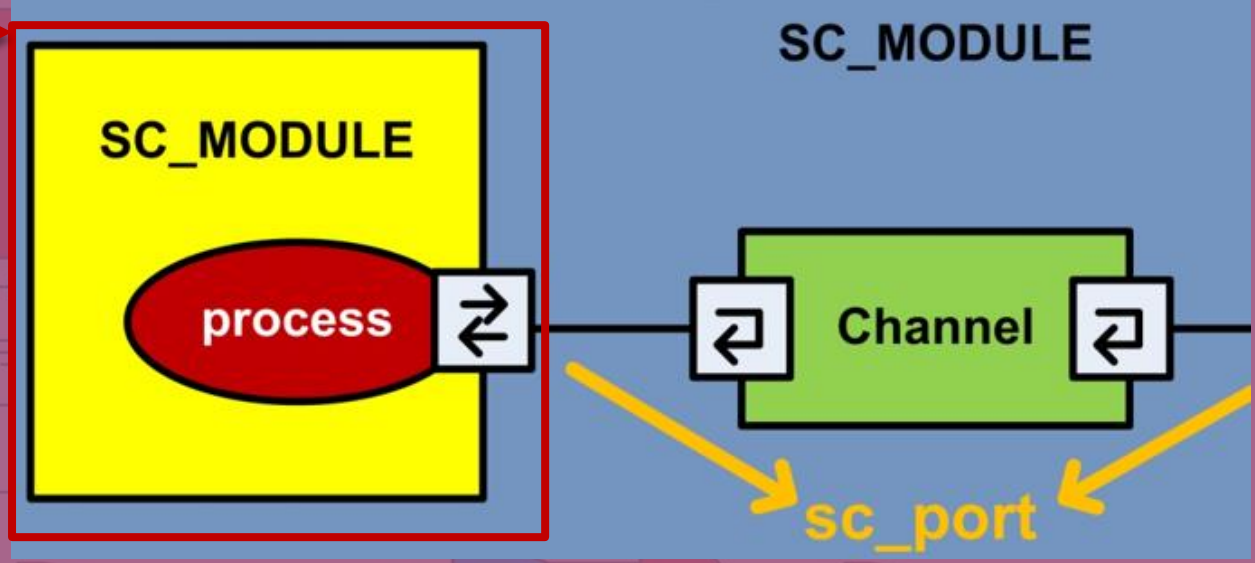 SC_MODULE
SC_MODULE
process
Channel
sc_port